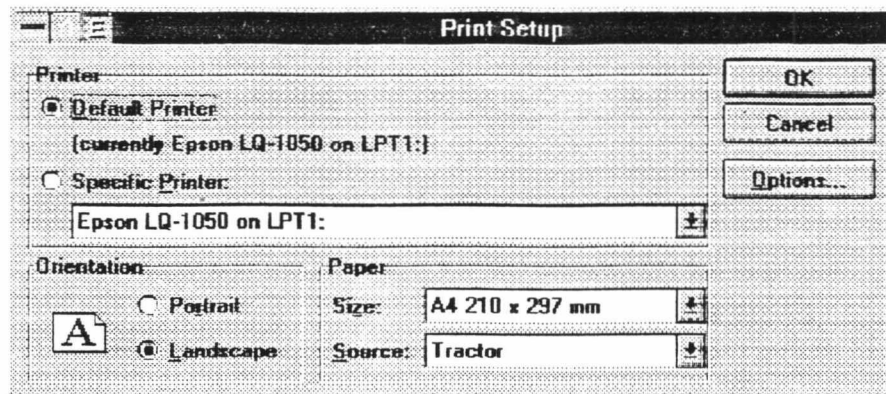 Print Setup
Printer
OK
Default Printer
Cancel
(currently Epson LQ-1050 on LPT1:)
Specific Printer:
Options...
Epson LQ-1050 on LPT1:
Orientation
Paper
Portrait
Size: A4 210 x 297 mm
A
Landscape
Source: Tractor